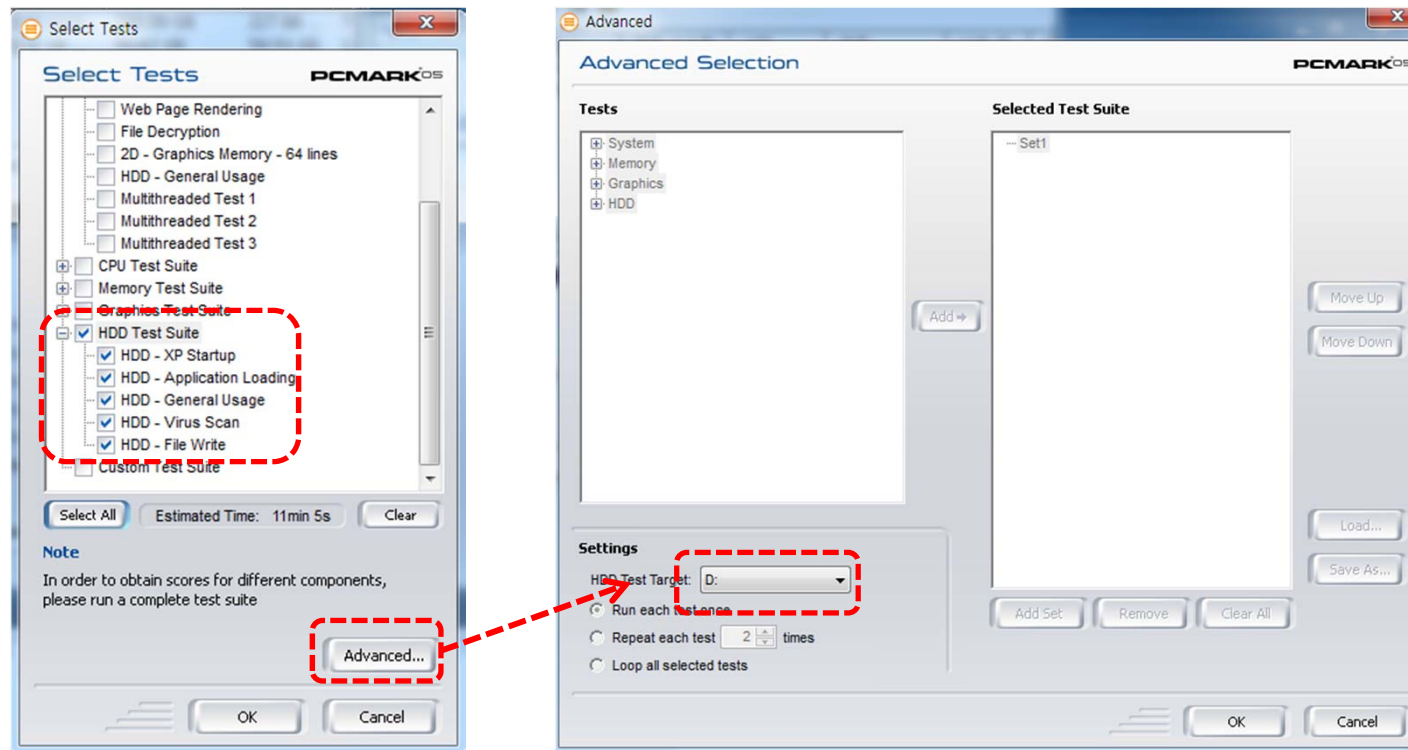 Select Tests
Select Tests
PCMARK'05
Web Page Rendering
File Decryption
2D - Graphics Memory - 64 lines
HDD - General Usage
Multithreaded Test 1
Multithreaded Test 2
Multithreaded Test 3
CPU Test Suite
Memory Test Suite
Graphics Test Suite
HDD Test Suite
HDD - XP Startup
HDD - Application Loading
HDD - General Usage
HDD - Virus Scan
HDD - File Write
Custom Test Suite
Select All
Estimated Time: 11min 5s
Clear
Note
In order to obtain scores for different components,
please run a complete test suite
Advanced...
OK
Cancel
Advanced
Advanced Selection
PCMARK'05
Tests
System
Memory
Graphics
HDD
Add
Selected Test Suite
Set1
Move Up
Move Down
Load...
Save As...
Add Set
Remove
Clear All
Settings
HDD Test Target: D:
Run each test once
Repeat each test 2 times
Loop all selected tests
OK
Cancel